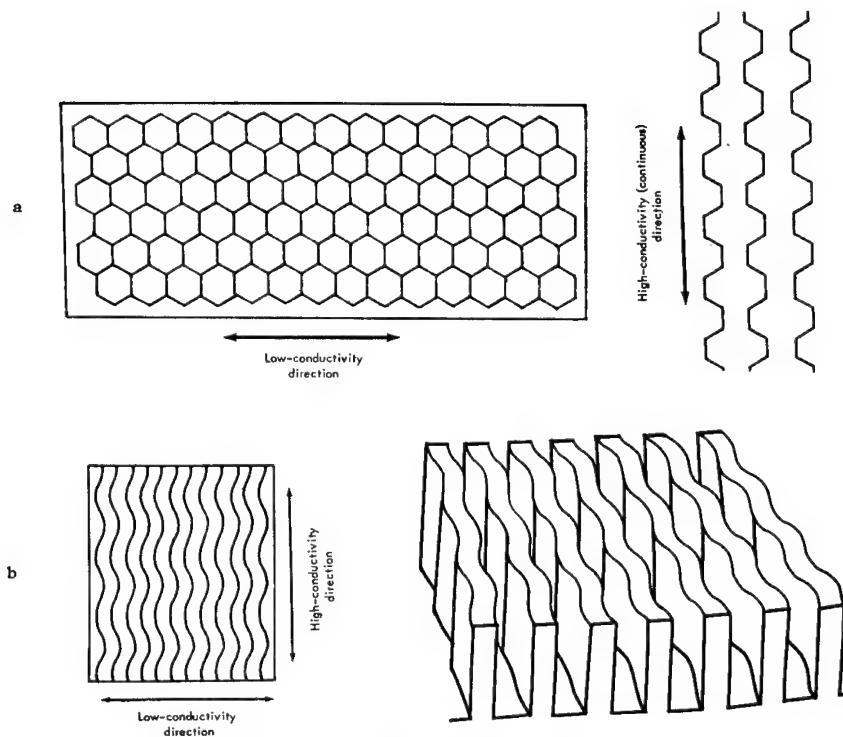 a
Low-conductivity
direction
High-conductivity (continuous)
direction
b
High-conductivity
direction
Low-conductivity
direction